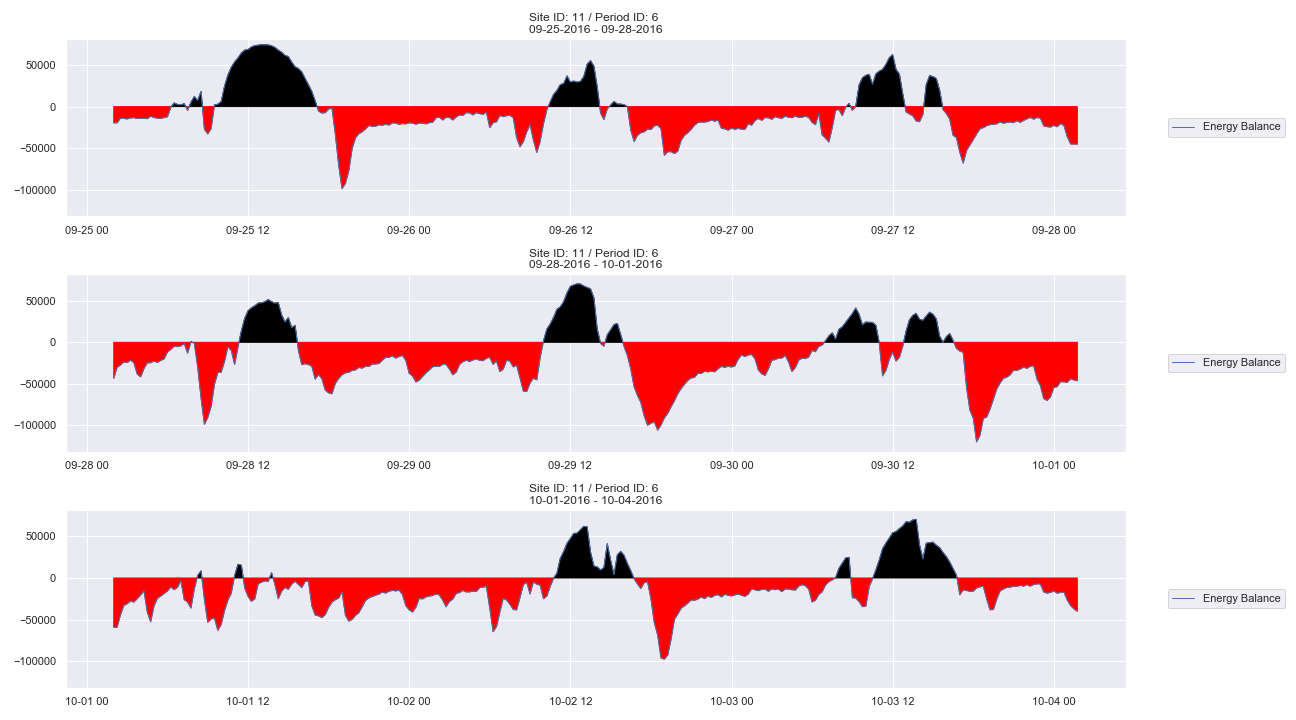 Site ID: 11 / Period ID: 6
09-25-2016 - 09-28-2016
50000
0
−50000
−100000
09-25 00 09-25 12 09-26 00 09-26 12 09-27 00 09-27 12 09-28 00
Energy Balance
Site ID: 11 / Period ID: 6
09-28-2016 - 10-01-2016
50000
0
−50000
−100000
09-28 00 09-28 12 09-29 00 09-29 12 09-30 00 09-30 12 10-01 00
Energy Balance
Site ID: 11 / Period ID: 6
10-01-2016 - 10-04-2016
50000
0
−50000
−100000
10-01 00 10-01 12 10-02 00 10-02 12 10-03 00 10-03 12 10-04 00
Energy Balance